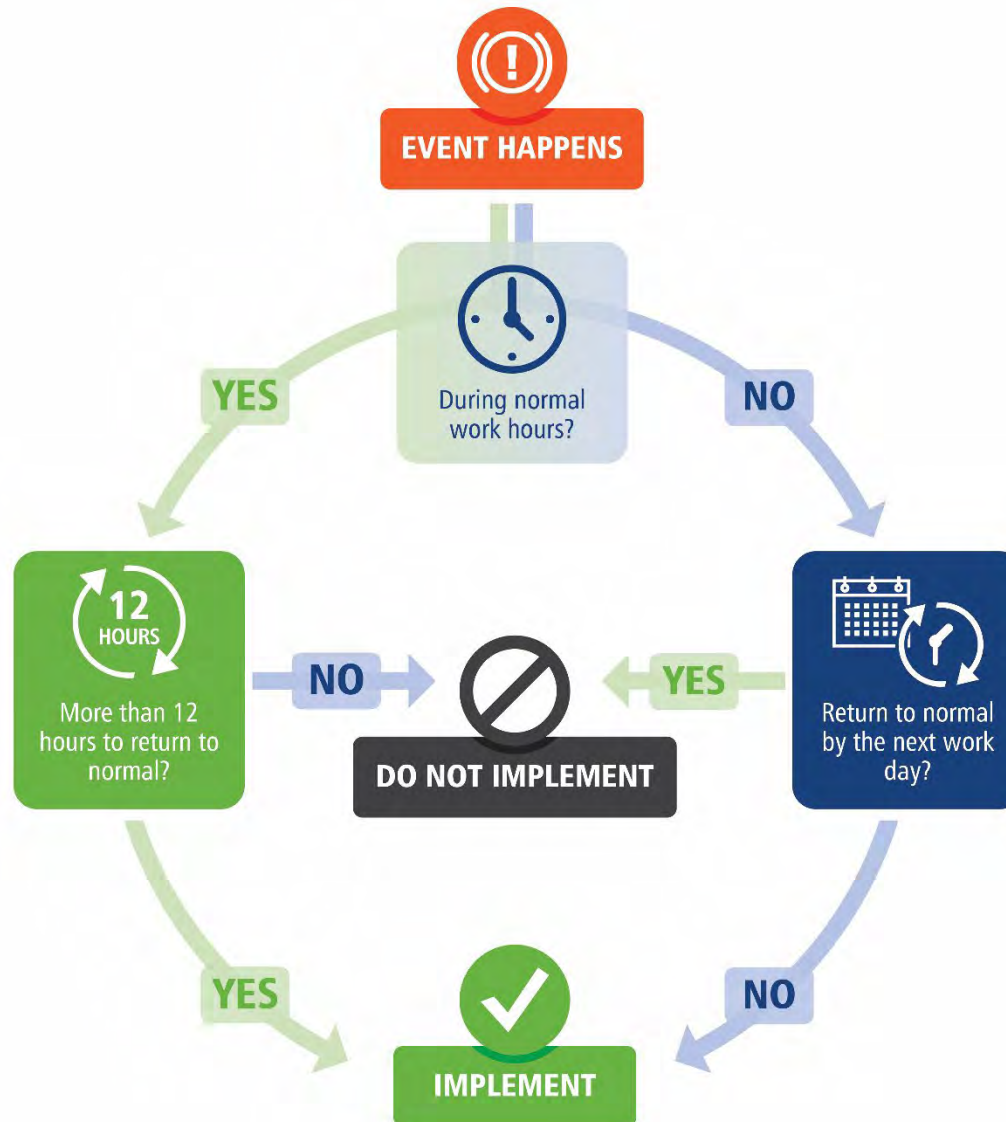 EVENT HAPPENS
During normal
work hours?
YES
NO
12
HOURS
More than 12
hours to return to
normal?
NO
DO NOT IMPLEMENT
YES
Return to normal
by the next work
day?
YES
NO
IMPLEMENT